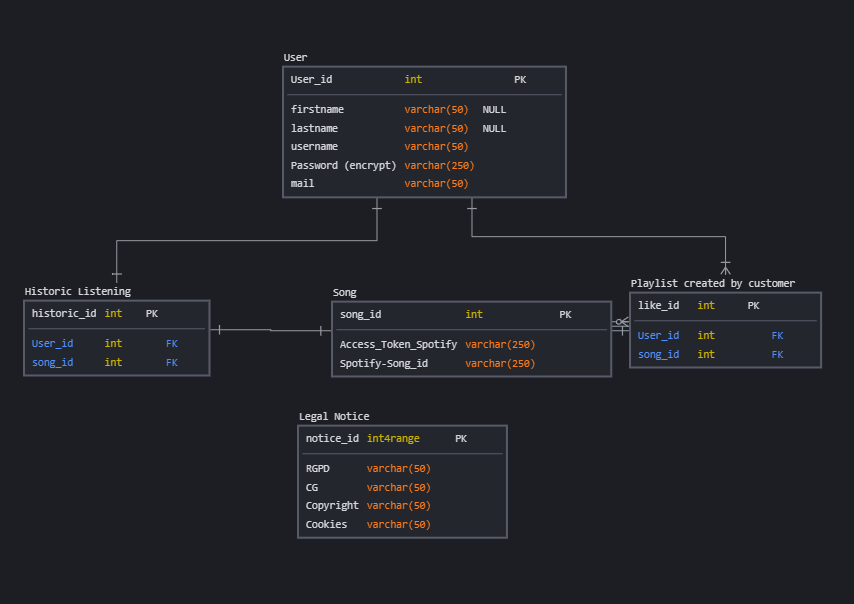 User
User_id int PK
firstname varchar(50) NULL
lastname varchar(50) NULL
username varchar(50)
Password (encrypt) varchar(250)
mail varchar(50)
Historic Listening
historic_id int PK
User_id int FK
song_id int FK
Song
song_id int PK
Access_Token_Spotify varchar(250)
Spotify-Song_id varchar(250)
Playlist created by customer
like_id int PK
User_id int FK
song_id int FK
Legal Notice
notice_id int4range PK
RGPD varchar(50)
CG varchar(50)
Copyright varchar(50)
Cookies varchar(50)